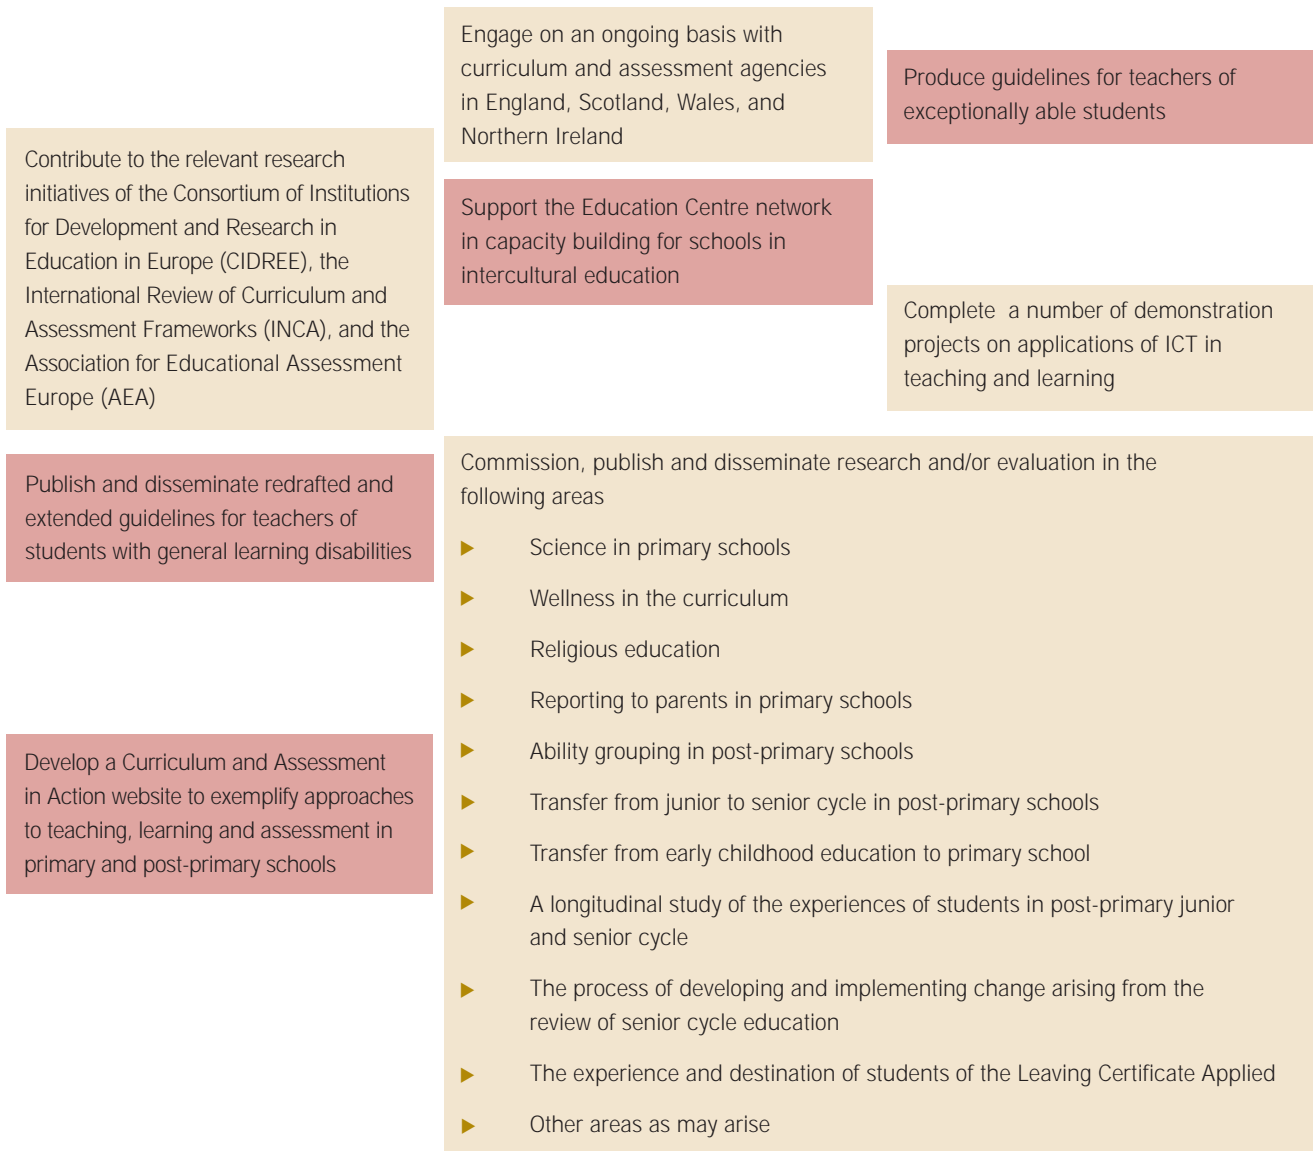 Engage on an ongoing basis with
curriculum and assessment agencies
in England, Scotland, Wales, and
Northern Ireland
Produce guidelines for teachers of
exceptionally able students
Contribute to the relevant research
initiatives of the Consortium of Institutions
for Development and Research in
Education in Europe (CIDREE), the
International Review of Curriculum and
Assessment Frameworks (INCA), and the
Association for Educational Assessment
Europe (AEA)
Support the Education Centre network
in capacity building for schools in
intercultural education
Complete a number of demonstration
projects on applications of ICT in
teaching and learning
Publish and disseminate redrafted and
extended guidelines for teachers of
students with general learning disabilities
Develop a Curriculum and Assessment
in Action website to exemplify approaches
to teaching, learning and assessment in
primary and post-primary schools
Commission, publish and disseminate research and/or evaluation in the
following areas
Science in primary schools
Wellness in the curriculum
Religious education
Reporting to parents in primary schools
Ability grouping in post-primary schools
Transfer from junior to senior cycle in post-primary schools
Transfer from early childhood education to primary school
A longitudinal study of the experiences of students in post-primary junior
and senior cycle
The process of developing and implementing change arising from the
review of senior cycle education
The experience and destination of students of the Leaving Certificate Applied
Other areas as may arise